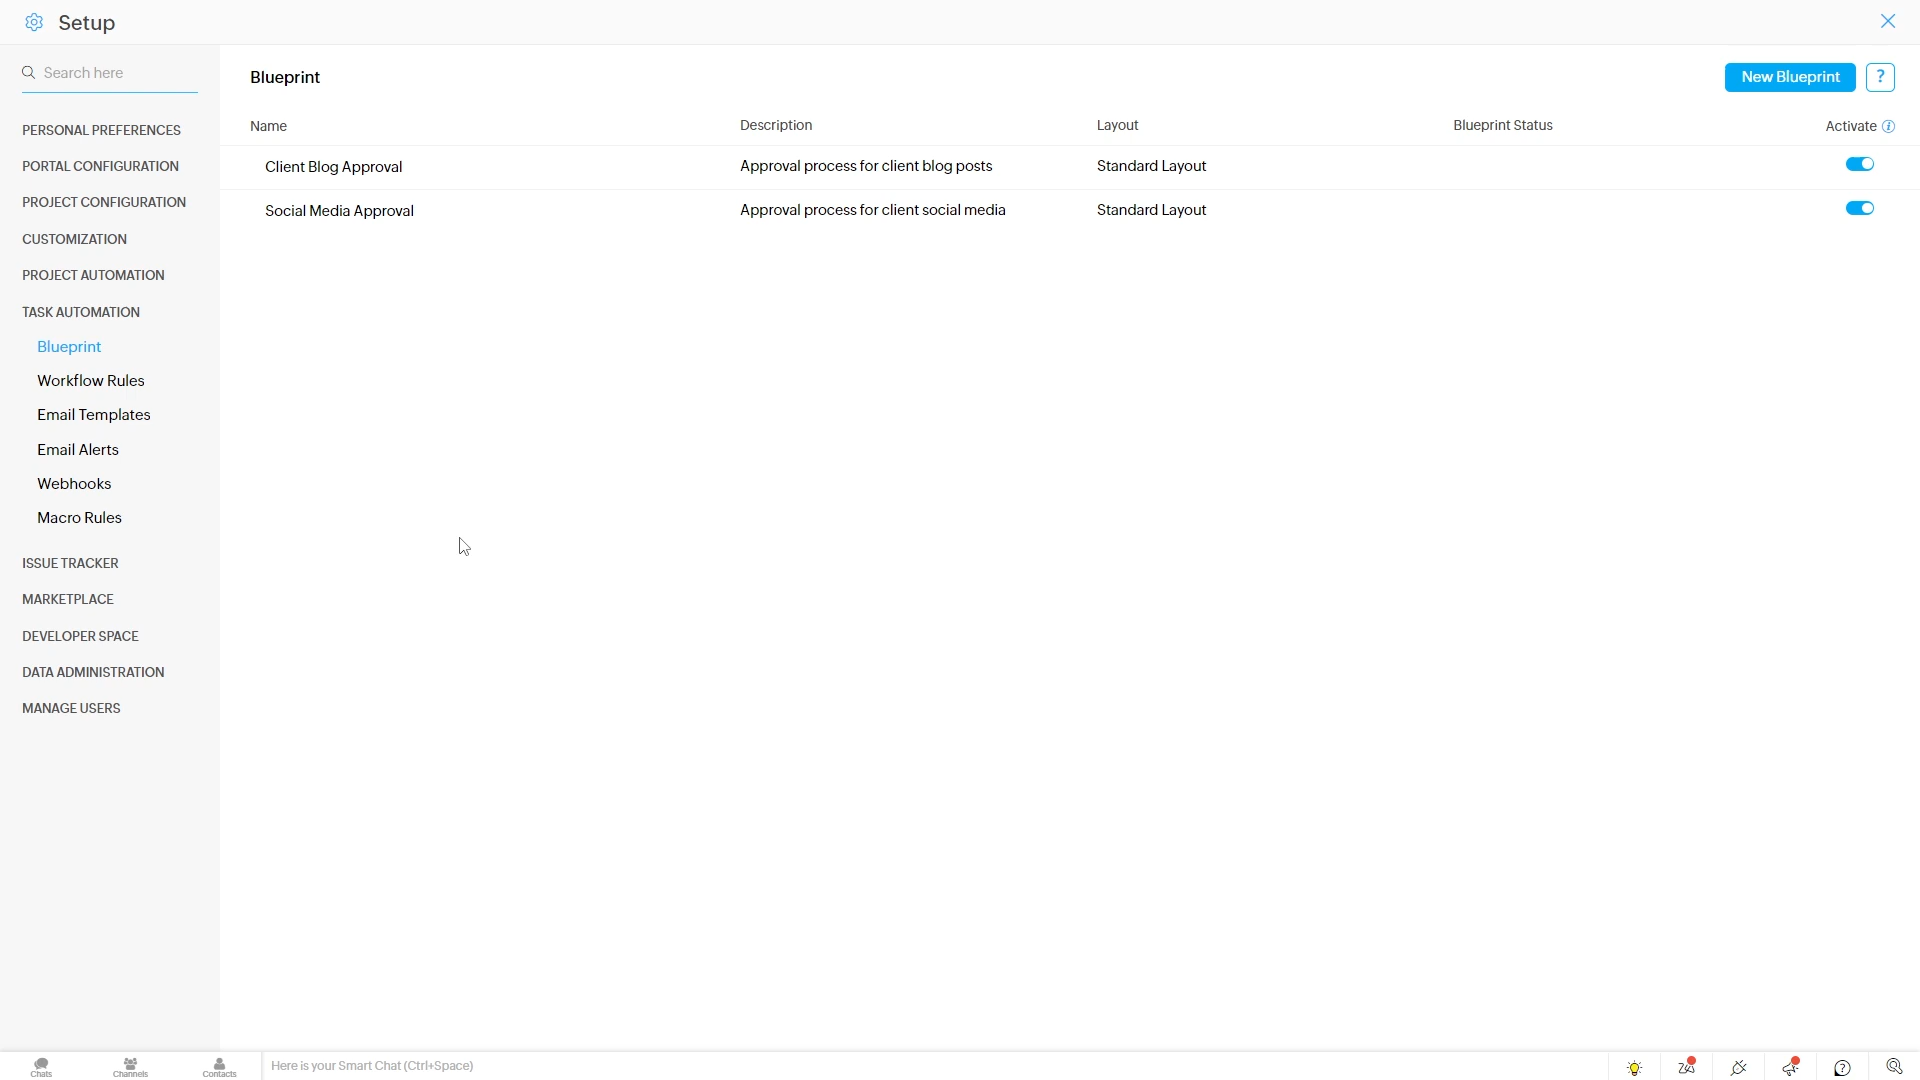 Setup
Search here
PERSONAL PREFERENCES
PORTAL CONFIGURATION
PROJECT CONFIGURATION
CUSTOMIZATION
PROJECT AUTOMATION
TASK AUTOMATION
Blueprint
Workflow Rules
Email Templates
Email Alerts
Webhooks
Macro Rules
ISSUE TRACKER
MARKETPLACE
DEVELOPER SPACE
DATA ADMINISTRATION
MANAGE USERS
Blueprint
New Blueprint ?
Name Description Layout Blueprint Status Activate
Client Blog Approval Approval process for client blog posts Standard Layout
Social Media Approval Approval process for client social media Standard Layout
Chats Channels Contacts Here is your Smart Chat (Ctrl+Space)